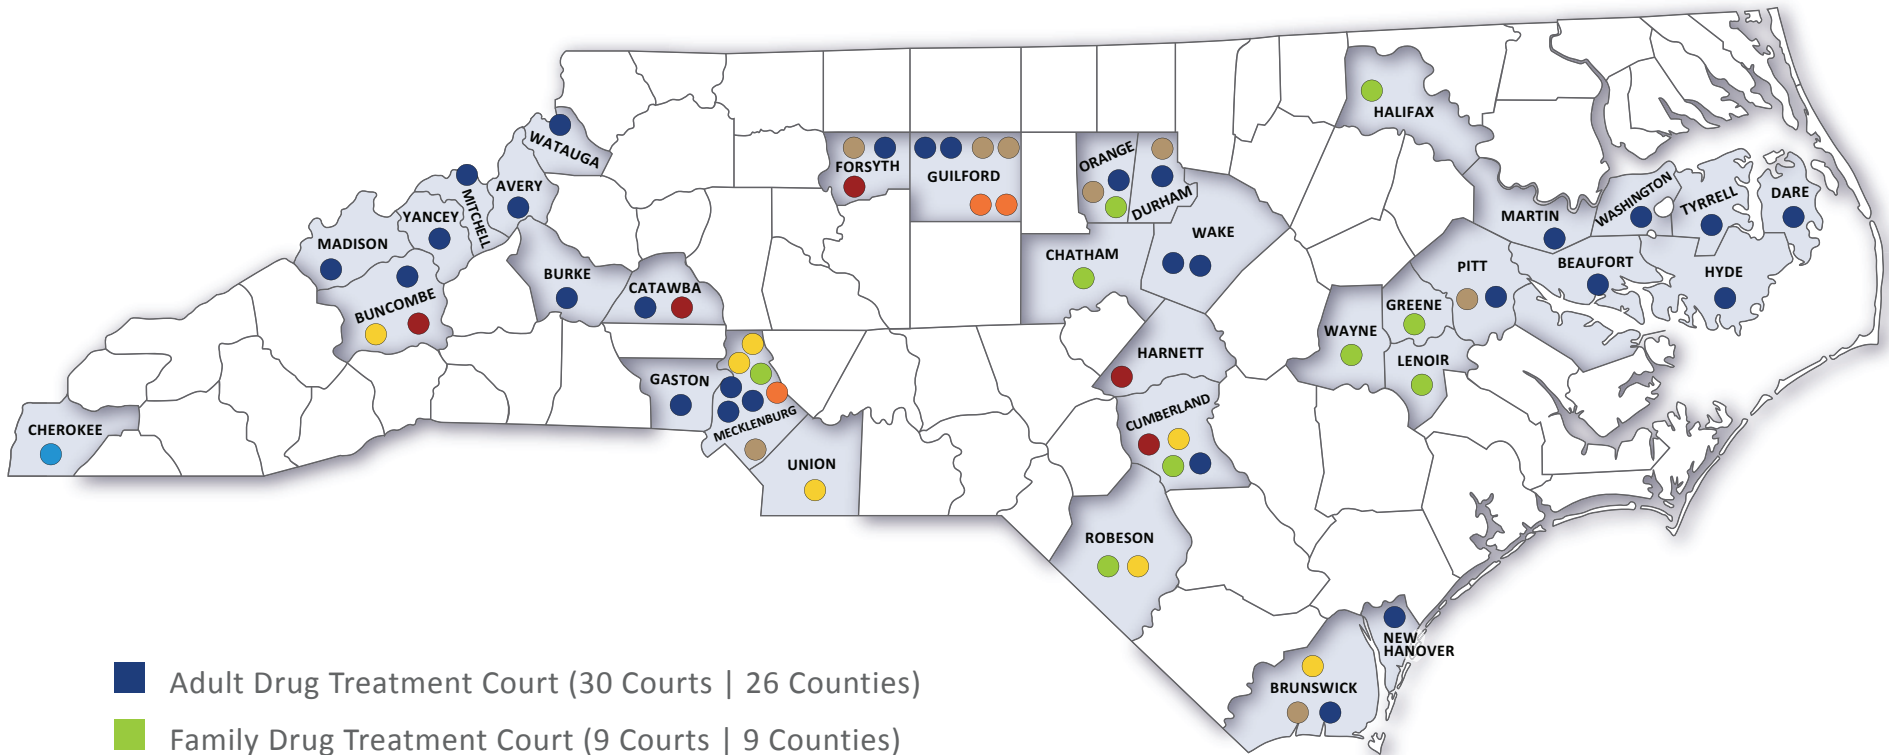 HALIFAX
WATAUGA
FORSYTH
GUILFORD
ORANGE
DURHAM
AVERY
MITCHELL
YANCEY
MADISON
WASHINGTON
TYRRELL
DARE
MARTIN
WAKE
CHATHAM
BURKE
CATAWBA
PITT
BEAUFORT
HYDE
BUNCOMBE
GREENE
WAYNE
LENOIR
HARNETT
GASTON
MECKLENBURG
CUMBERLAND
CHEROKEE
UNION
ROBESON
NEW
HANOVER
BRUNSWICK
Adult Drug Treatment Court (30 Courts | 26 Counties)
Family Drug Treatment Court (9 Courts | 9 Counties)